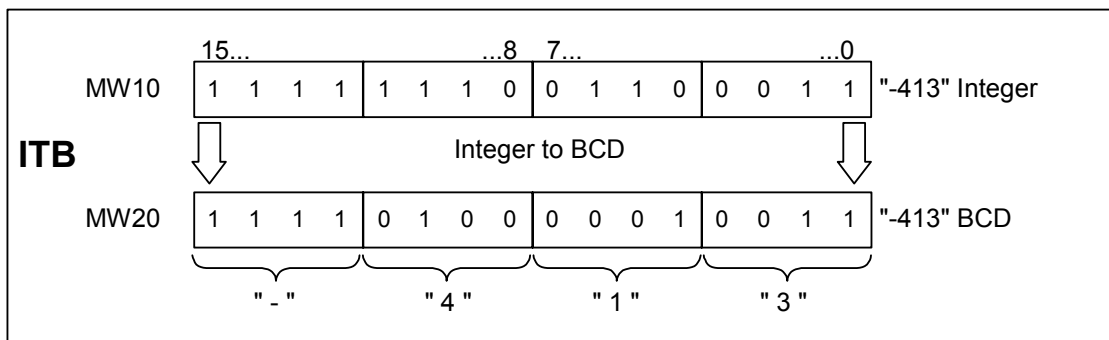 15... ...8 7... ...0
MW10 1 1 1 1 1 1 1 0 0 1 1 0 0 0 1 1 "-413" Integer
ITB Integer to BCD
MW20 1 1 1 1 0 1 0 0 0 0 0 1 0 0 1 1 "-413" BCD
" - " " 4 " " 1 " " 3 "